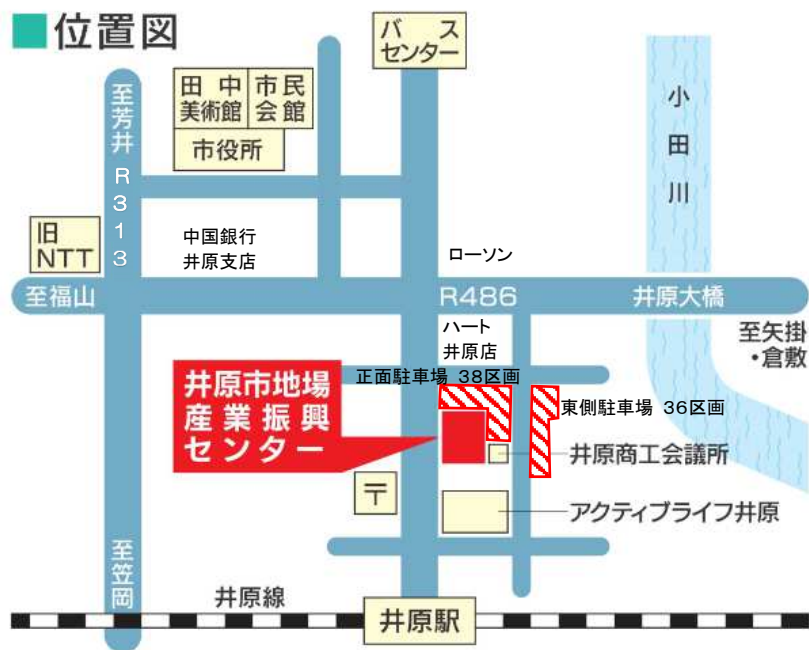 ■位置図
バス
センター
田中
美術館
市民
会館
市役所
至芳井
R313
小田川
旧
NTT
中国銀行
井原支店
ローソン
至福山
R486
井原大橋
ハート
井原店
至矢掛
・倉敷
正面駐車場 38区画
井原市地場
産業振興
センター
東側駐車場 36区画
井原商工会議所
〒
アクティブライフ井原
至笠岡
井原線
井原駅